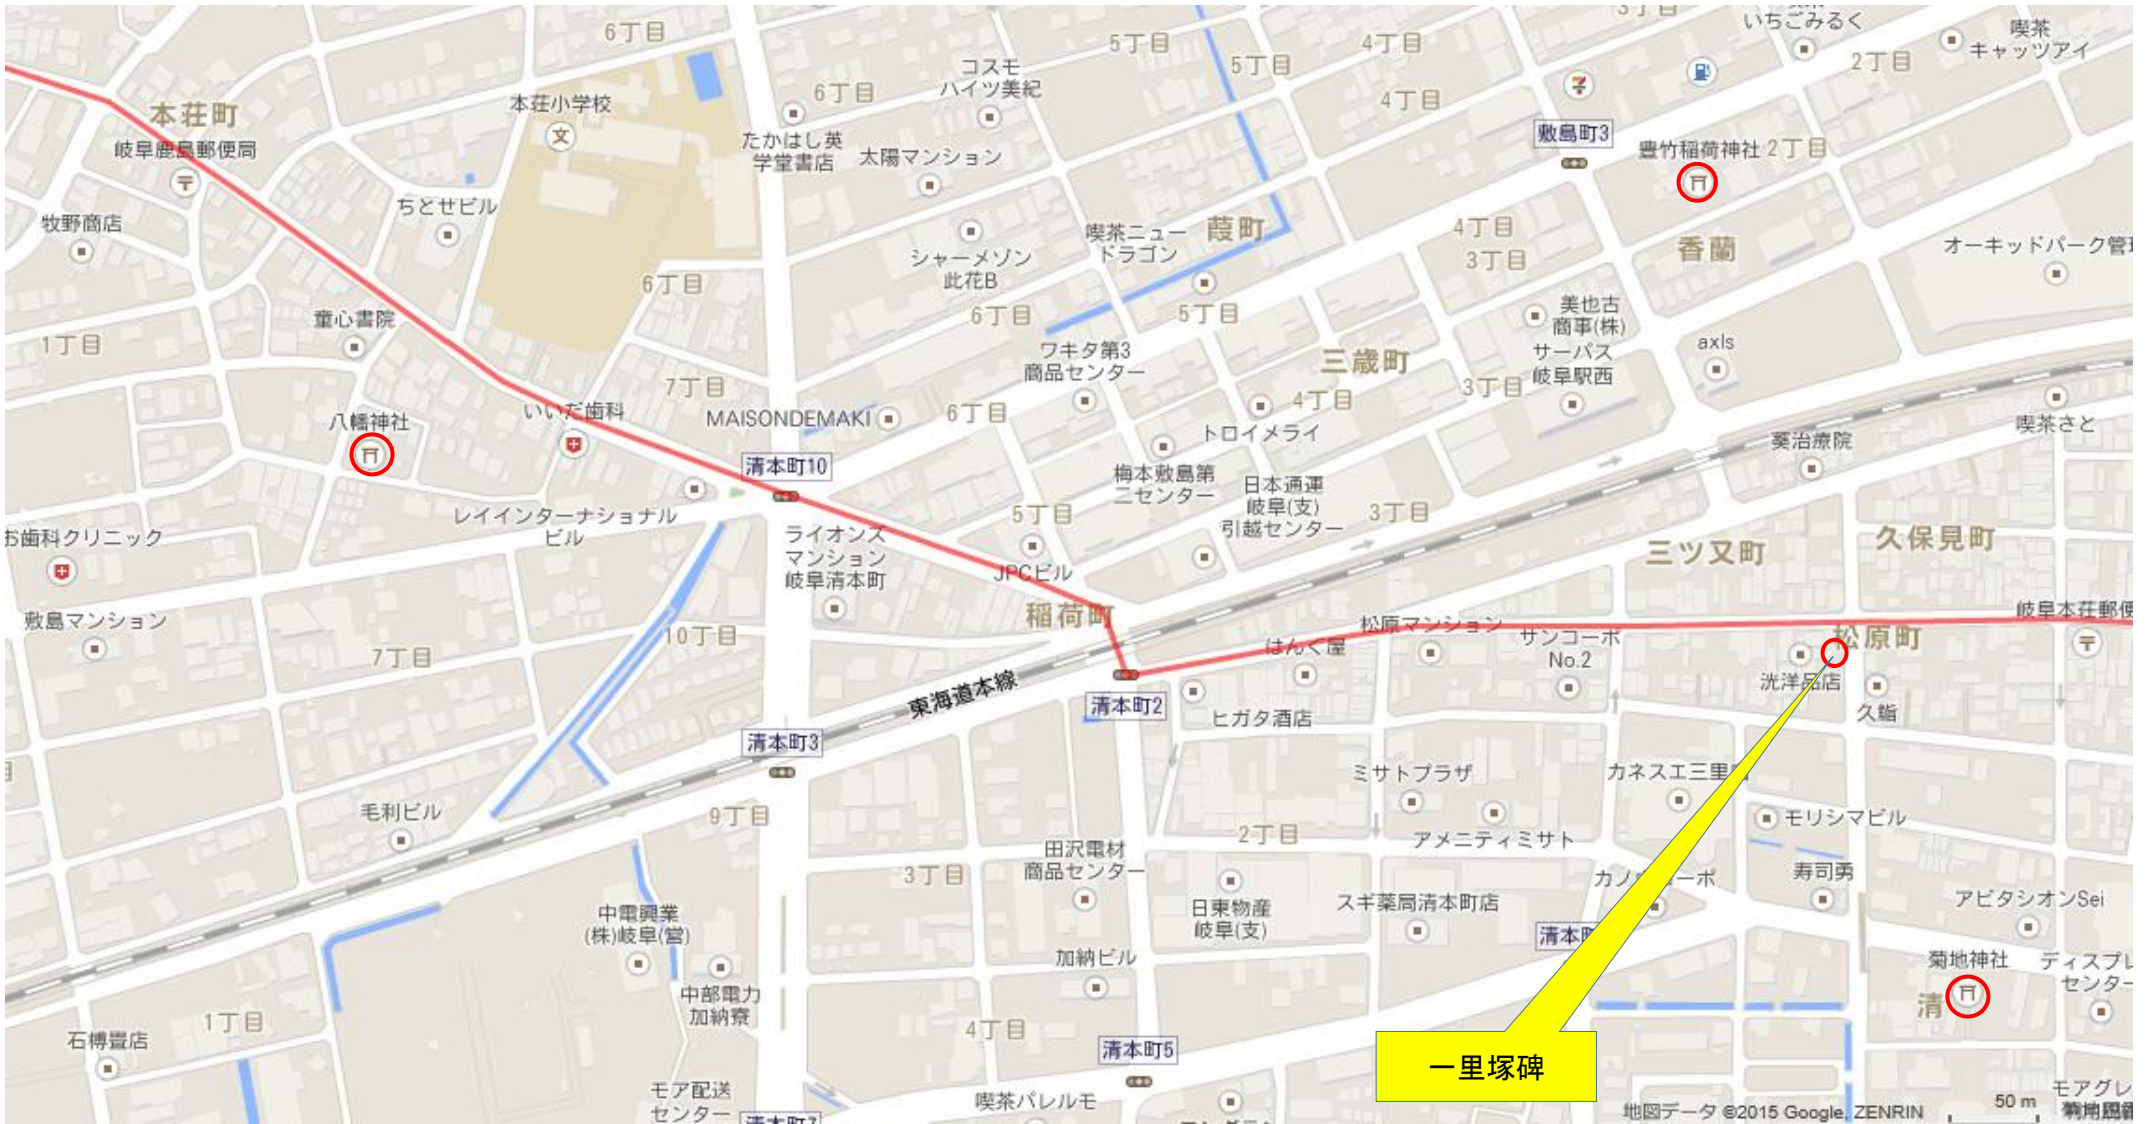 6丁目
5丁目
4丁目
いちごみるく
喫茶
キャッツアイ
コスモ
ハイツ美紀
5丁目
2丁目
本荘町
本荘小学校
文
6丁目
4丁目
岐阜鹿島郵便局
たかはし英
学堂書店
太陽マンション
敷島町3
豊竹稲荷神社
2丁目
牧野商店
ちとせビル
喫茶ニュー
ドラゴン
葭町
4丁目
3丁目
香蘭
オーキッドパーク管理
シャーメゾン
此花B
6丁目
6丁目
5丁目
童心書院
1丁目
美也古
商事(株)
axls
ワキタ第3
商品センター
三歳町
サーパス
岐阜駅西
7丁目
3丁目
八幡神社
いいだ歯科
MAISONDEMAKI
6丁目
4丁目
トロイメライ
喫茶さと
葵治療院
清本町10
梅本敷島第
二センター
日本通運
岐阜(支)
引越センター
レイインターナショナル
ビル
5丁目
3丁目
お歯科クリニック
ライオンズ
マンション
岐阜清本町
JPCビル
三ツ又町
久保見町
敷島マンション
稲荷町
松原マンション
サンコーポ
No.2
岐阜本荘郵便
10丁目
はんぐ屋
松原町
7丁目
洸洋品店
東海道本線
清本町2
ヒガタ酒店
久鮨
清本町3
ミサトプラザ
カネスエ三里
毛利ビル
9丁目
2丁目
アメニティミサト
モリシマビル
田沢電材
商品センター
3丁目
寿司勇
中電興業
(株)岐阜(営)
日東物産
岐阜(支)
スギ薬局清本町店
アビタシオンSei
清本町
加納ビル
菊地神社
ディスプレ
センター
中部電力
加納寮
清
1丁目
4丁目
石榑畳店
清本町5
一里塚碑
モア配送
センター
喫茶パレルモ
清本町7
モアグレ
50 m
地図データ ©2015 Google, ZENRIN